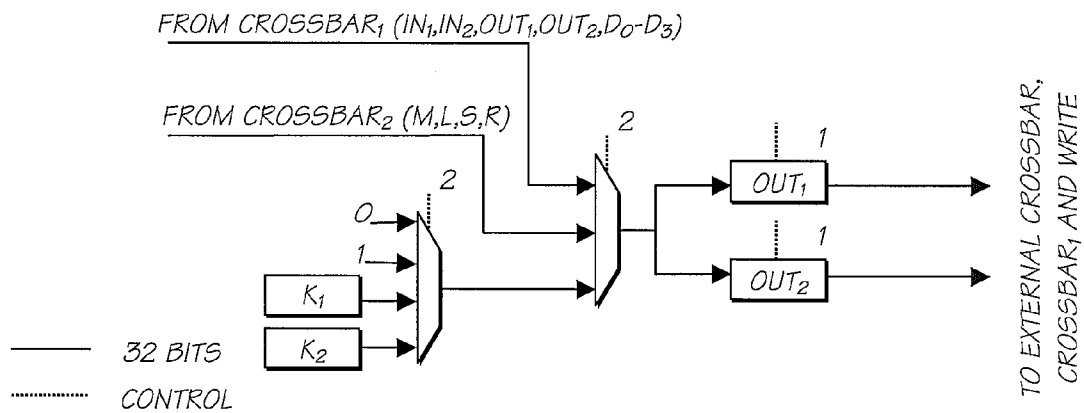 FROM CROSSBAR₁ (IN₁,IN₂,OUT₁,OUT₂,D₀-D₃)
FROM CROSSBAR₂ (M,L,S,R)
2
2
0
1
K₁
K₂
1
OUT₁
1
OUT₂
TO EXTERNAL CROSSBAR,
CROSSBAR₁ AND WRITE
32 BITS
CONTROL